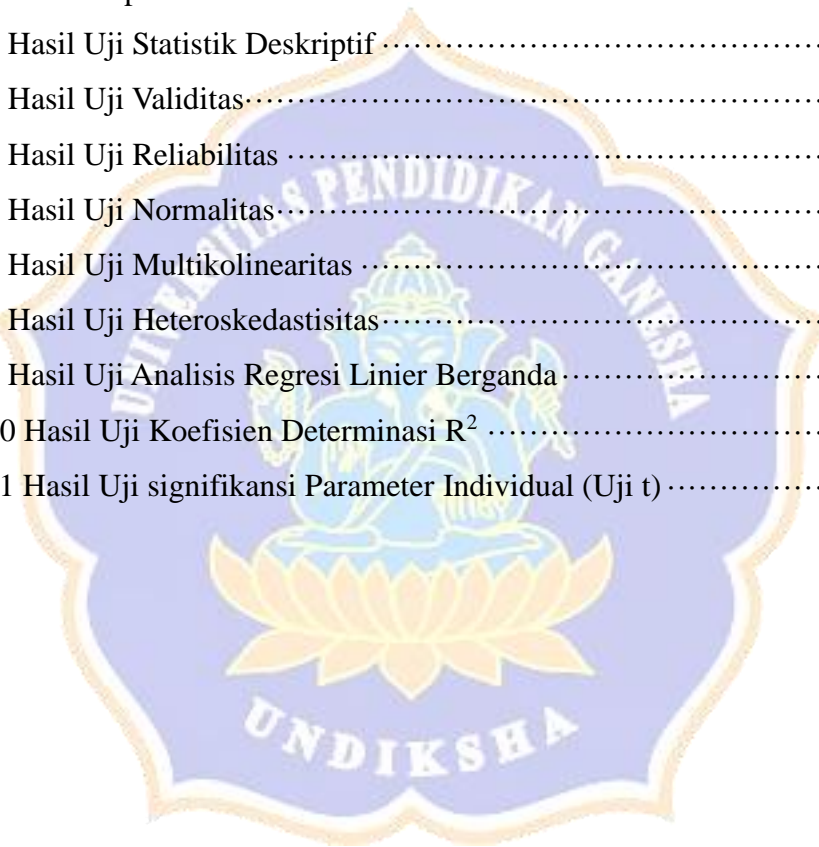 Hasil Uji Statistik Deskriptif ..........................................
Hasil Uji Validitas..........................................
Hasil Uji Reliabilitas ..........................................
Hasil Uji Normalitas..........................................
Hasil Uji Multikolinearitas ..........................................
Hasil Uji Heteroskedastisitas..........................................
Hasil Uji Analisis Regresi Linier Berganda..............................
0 Hasil Uji Koefisien Determinasi R² ..............................
1 Hasil Uji signifikansi Parameter Individual (Uji t) ...............
PENDIDIKAN GANESHA
UNDIKSHA